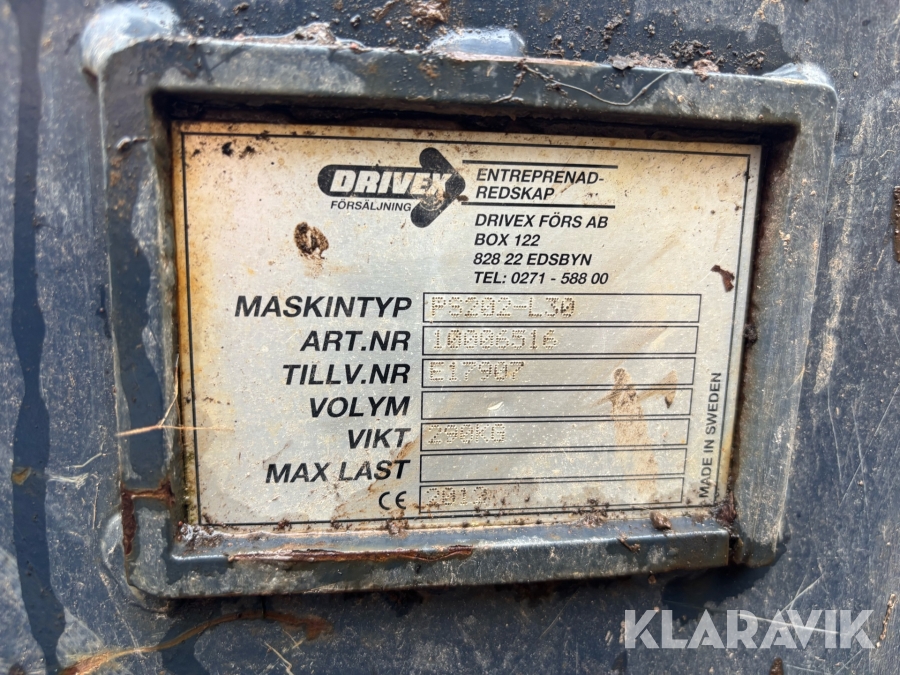 DRIVEX
FÖRSÄLJNING
ENTREPRENAD-
REDSKAP
DRIVEX FÖRS AB
BOX 122
828 22 EDSBYN
TEL: 0271 - 588 00
MASKINTYP PS202-L30
ART.NR 10006516
TILLV.NR E17907
VOLYM
VIKT 290KG
MAX LAST
CE
MADE IN SWEDEN
KLARAVIK